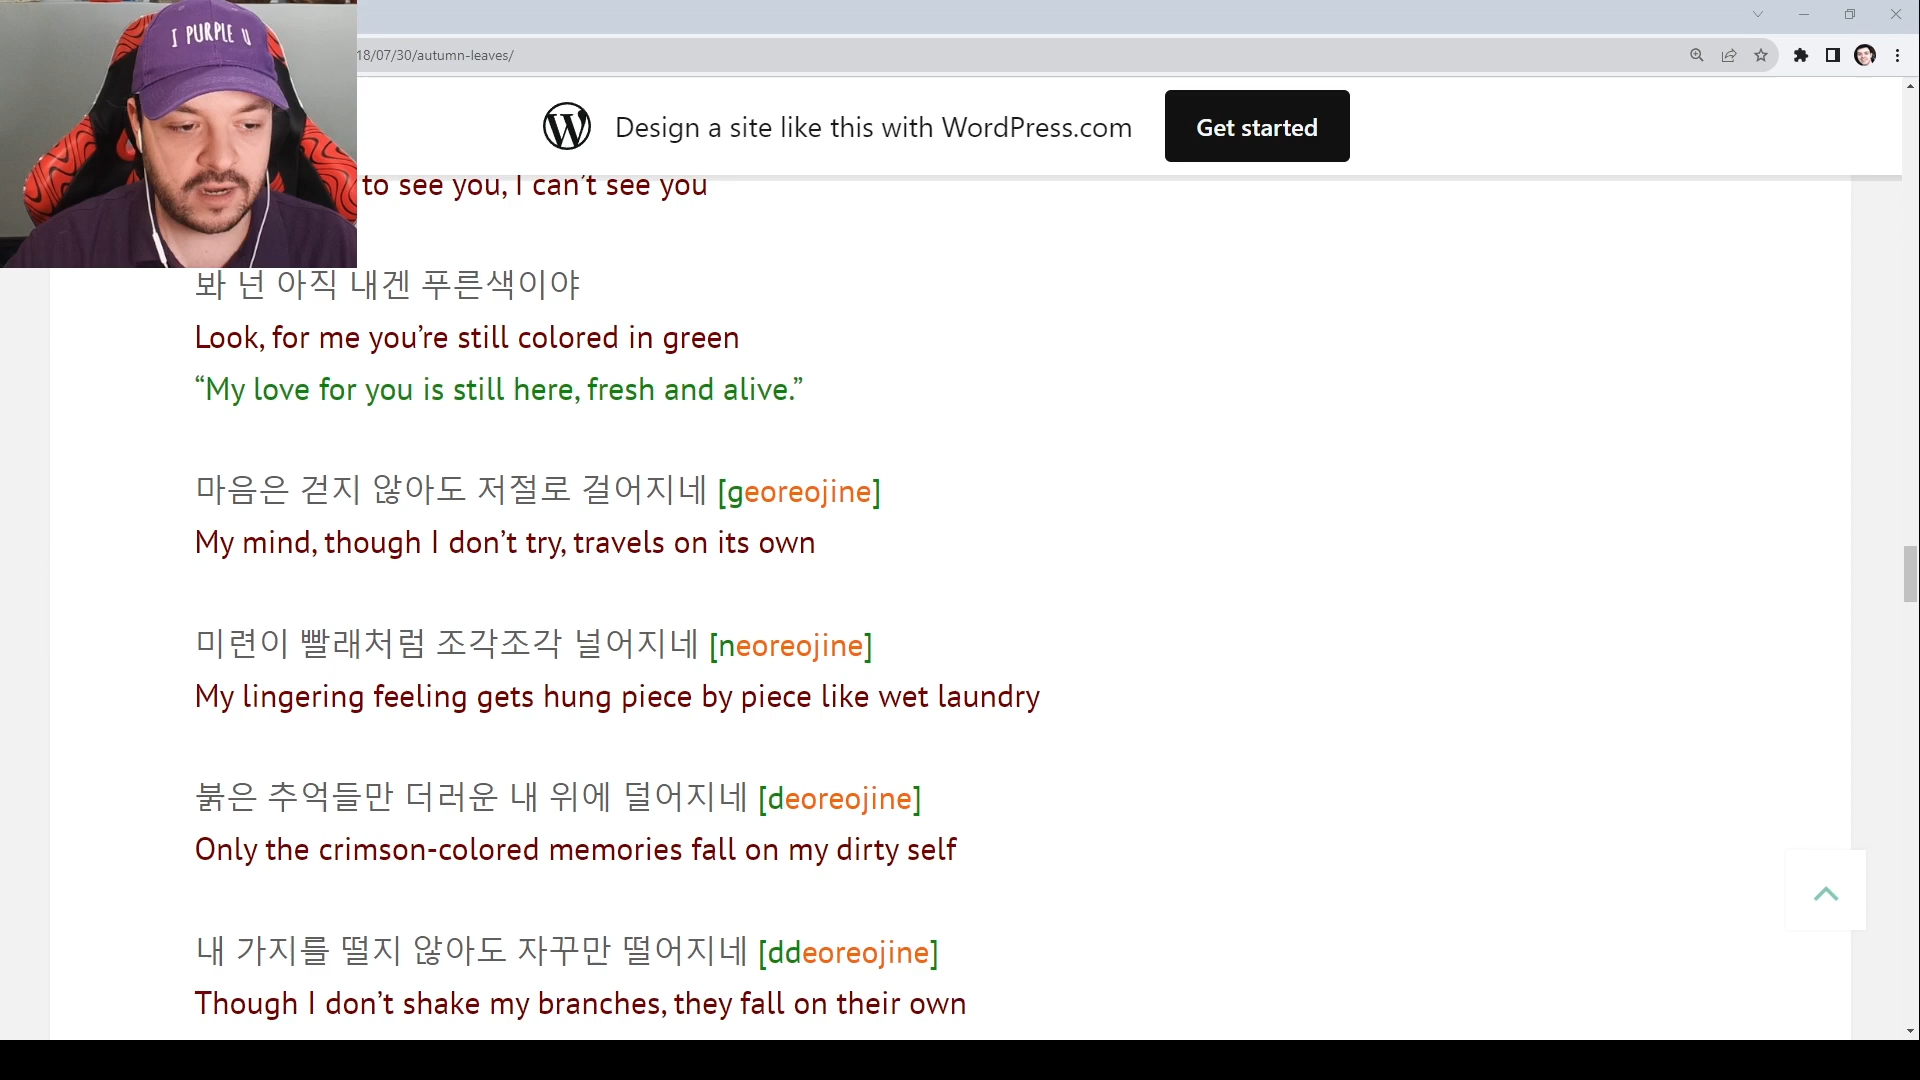 I PURPLE U
18/07/30/autumn-leaves/
Design a site like this with WordPress.com
Get started
to see you, I can’t see you
봐 넌 아직 내겐 푸른색이야
Look, for me you’re still colored in green
“My love for you is still here, fresh and alive.”
마음은 걷지 않아도 저절로 걸어지네 [georeojine]
My mind, though I don’t try, travels on its own
미련이 빨래처럼 조각조각 널어지네 [neoreojine]
My lingering feeling gets hung piece by piece like wet laundry
붉은 추억들만 더러운 내 위에 덜어지네 [deoreojine]
Only the crimson-colored memories fall on my dirty self
내 가지를 떨지 않아도 자꾸만 떨어지네 [ddeoreojine]
Though I don’t shake my branches, they fall on their own